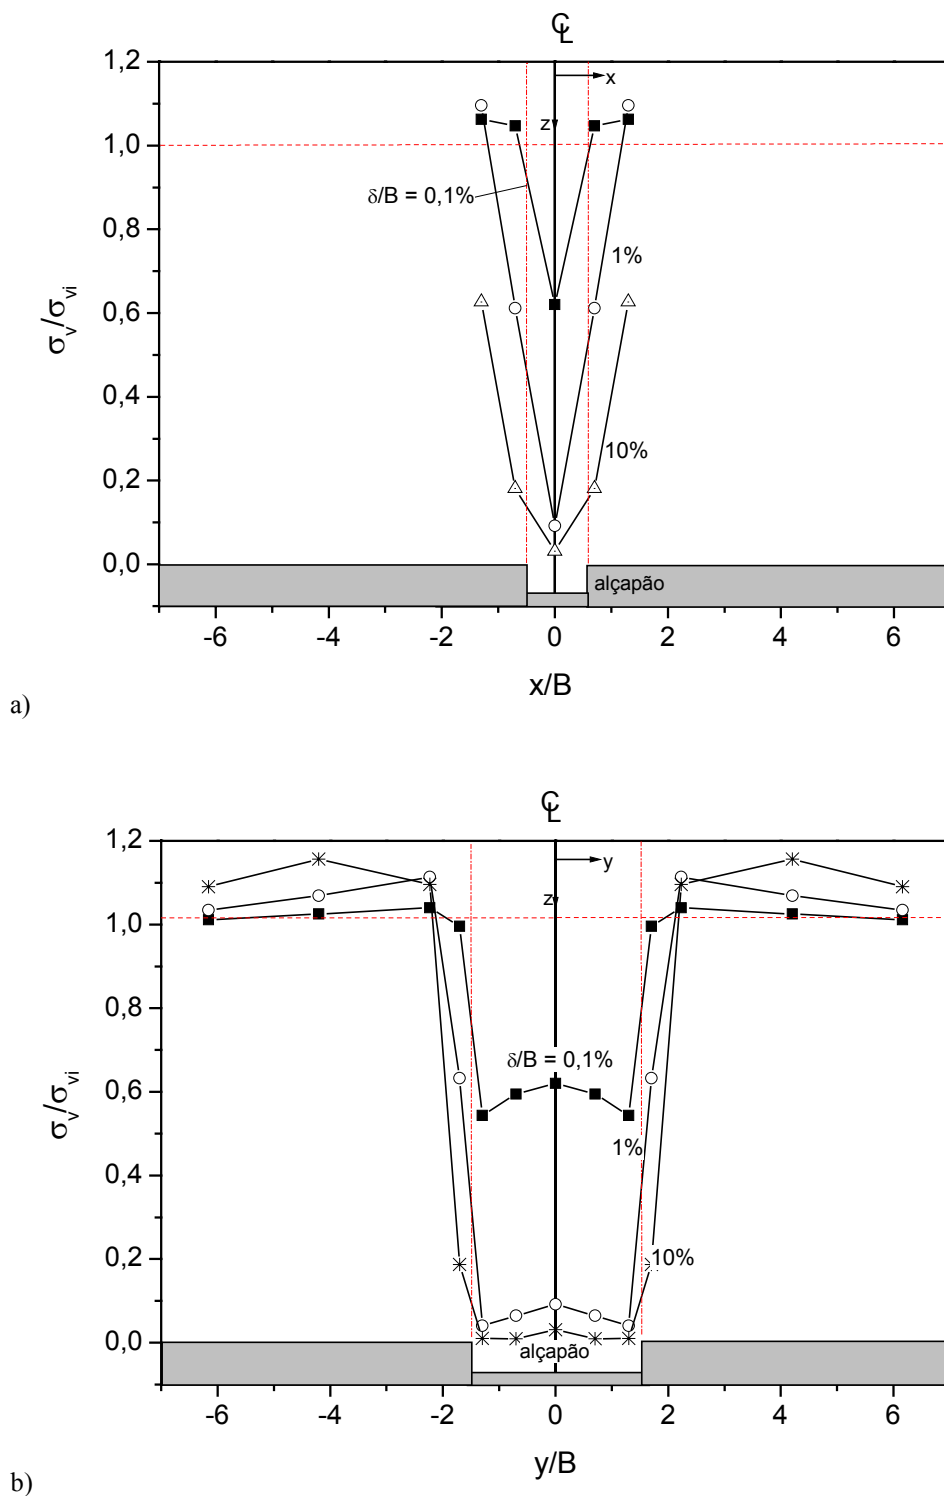 ℄
1,2
x
z
1,0
δ/B = 0,1%
0,8
1%
0,6
σv/σvi
0,4
10%
0,2
0,0
alçapão
-6 -4 -2 0 2 4 6
x/B
a)
℄
1,2
y
z
1,0
0,8
δ/B = 0,1%
0,6
σv/σvi
1%
0,4
0,2
10%
0,0
alçapão
-6 -4 -2 0 2 4 6
y/B
b)